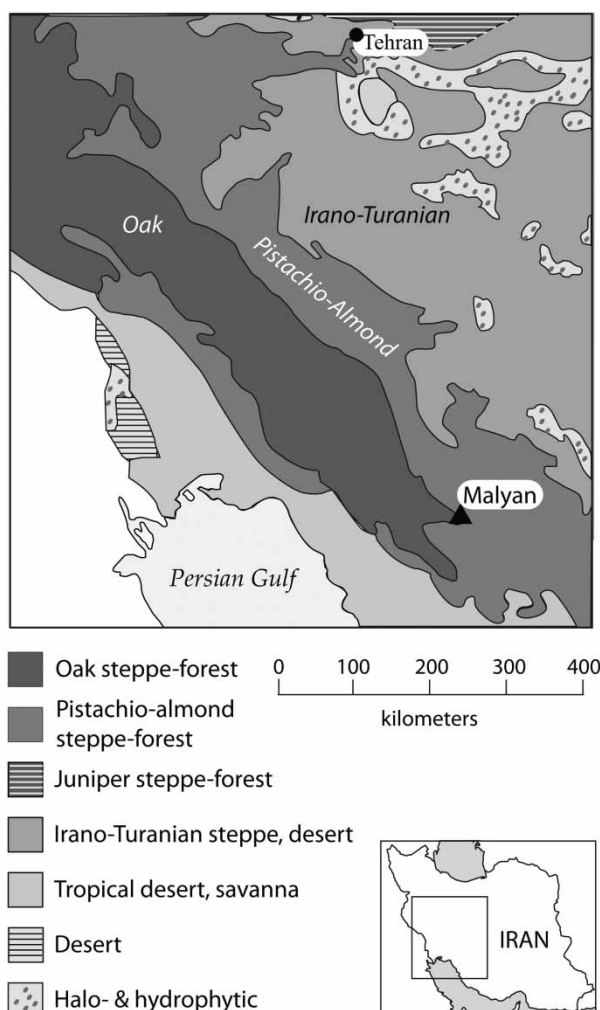 Tehran
Irano-Turanian
Oak
Pistachio-Almond
Malyan
Persian Gulf
Oak steppe-forest
0 100 200 300 400
kilometers
Pistachio-almond
steppe-forest
Juniper steppe-forest
Irano-Turanian steppe, desert
Tropical desert, savanna
Desert
Halo- & hydrophytic
IRAN